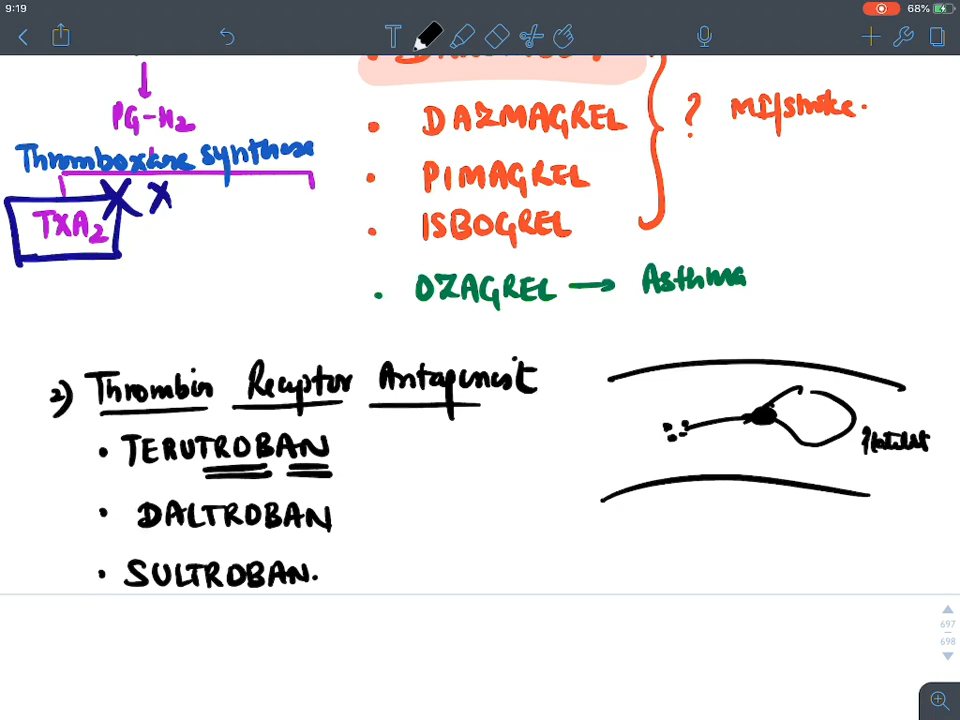 9:19
68%
T
PG-H2
Thromboxane synthase
TXA2
DAZMAGREL
PIMAGREL
ISBOGREL
? MI/stroke.
OZAGREL → Asthma
2) Thrombin Receptor Antagonist
TERUTROBAN
Platelet
DALTROBAN
SULTROBAN.
697
698